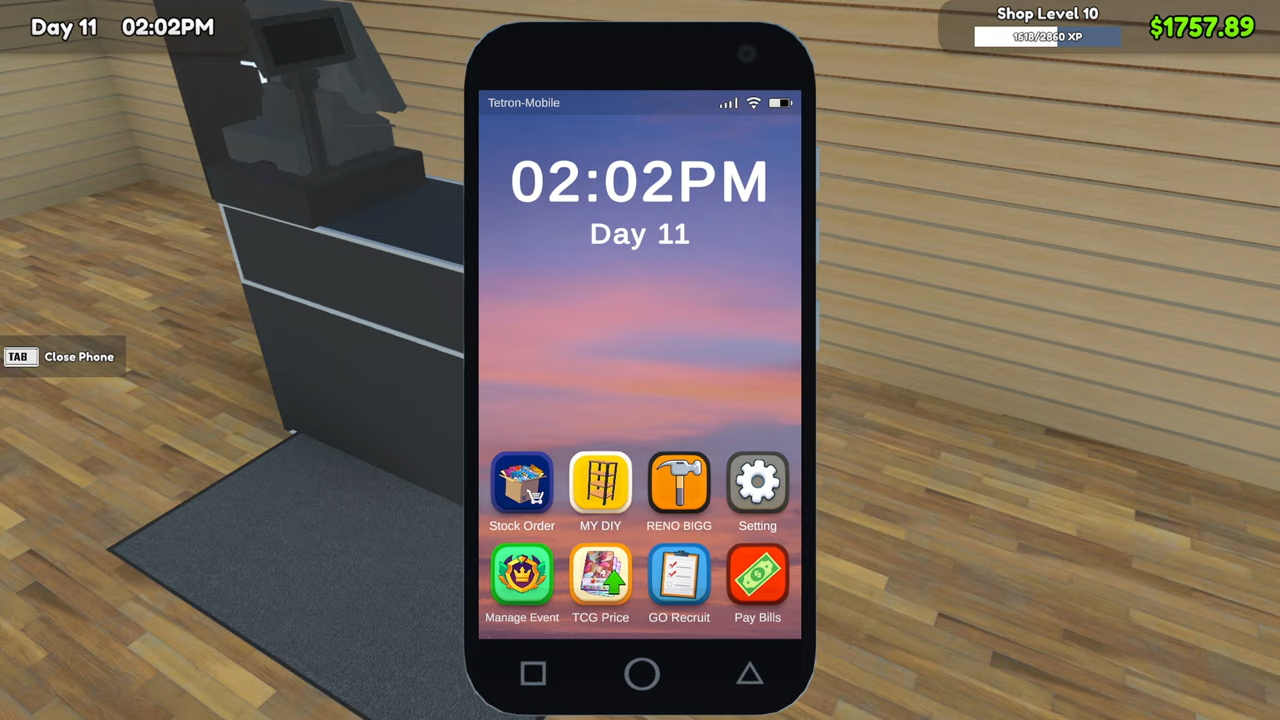 Day 11 02:02PM
Shop Level 10
1618/2860 XP
$1757.89
Tetron-Mobile
02:02PM
Day 11
TAB Close Phone
Stock Order MY DIY RENO BIGG Setting
Manage Event TCG Price GO Recruit Pay Bills